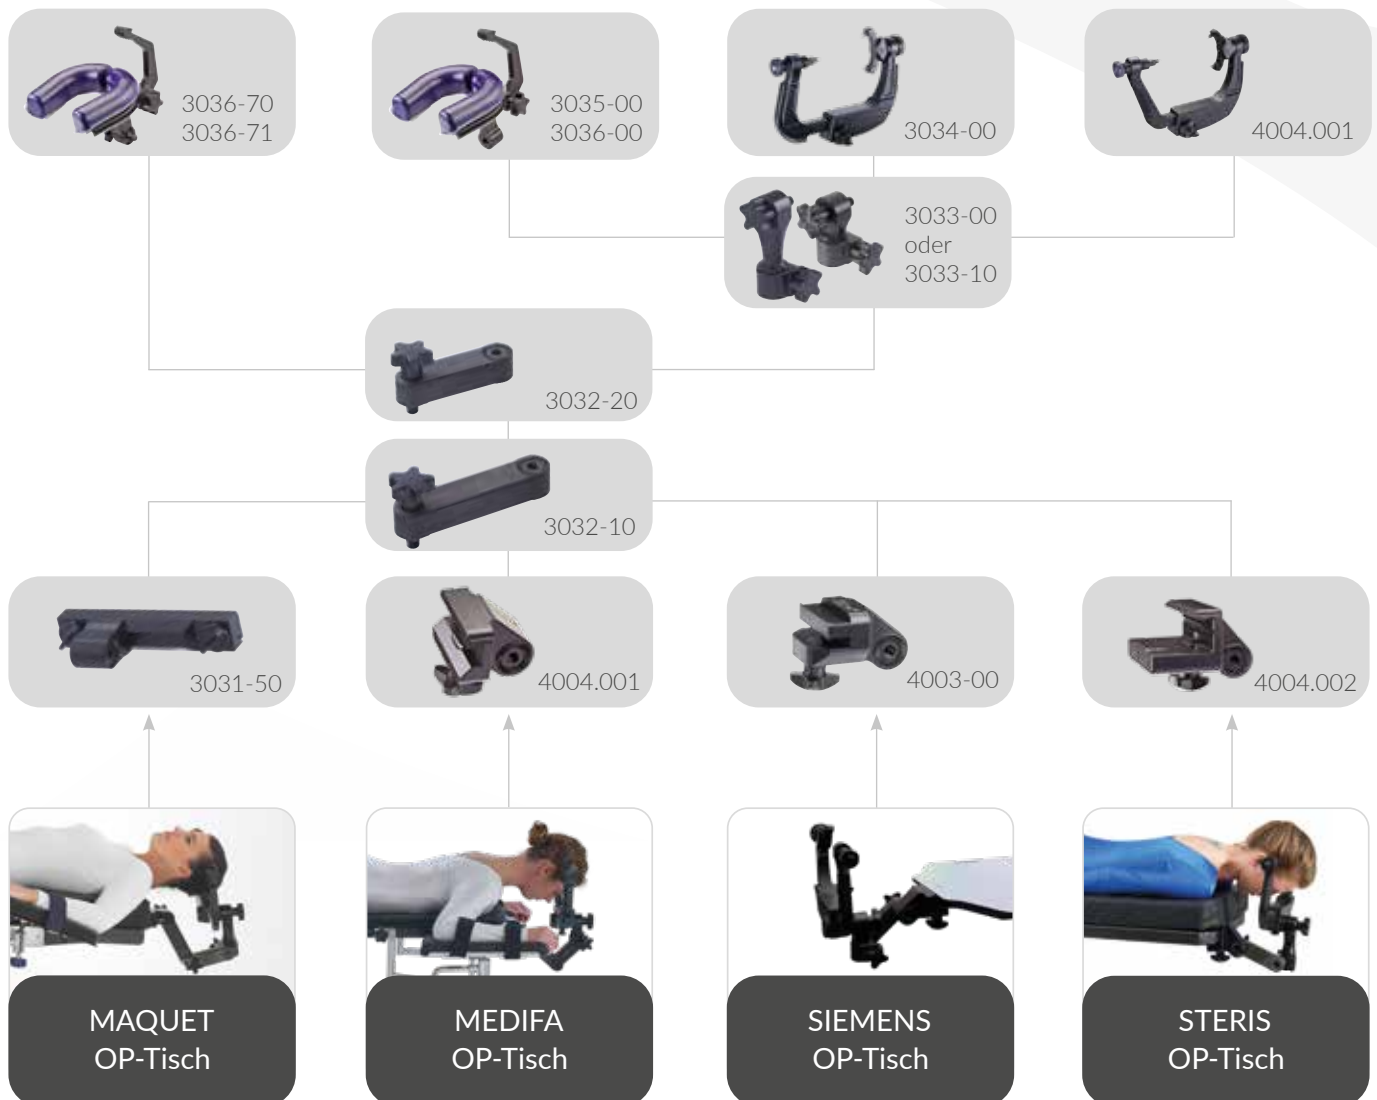 3036-70
3036-71
3035-00
3036-00
3034-00
4004.001
3033-00
oder
3033-10
3032-20
3032-10
3031-50
4004.001
4003-00
4004.002
MAQUET
OP-Tisch
MEDIFA
OP-Tisch
SIEMENS
OP-Tisch
STERIS
OP-Tisch